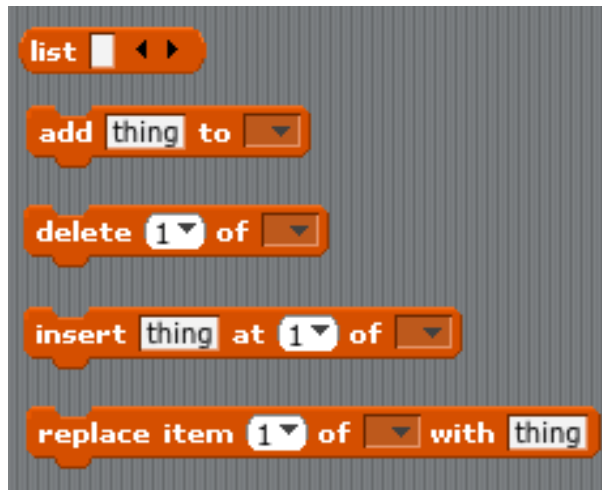 list
add thing to
delete 1 of
insert thing at 1 of
replace item 1 of with thing